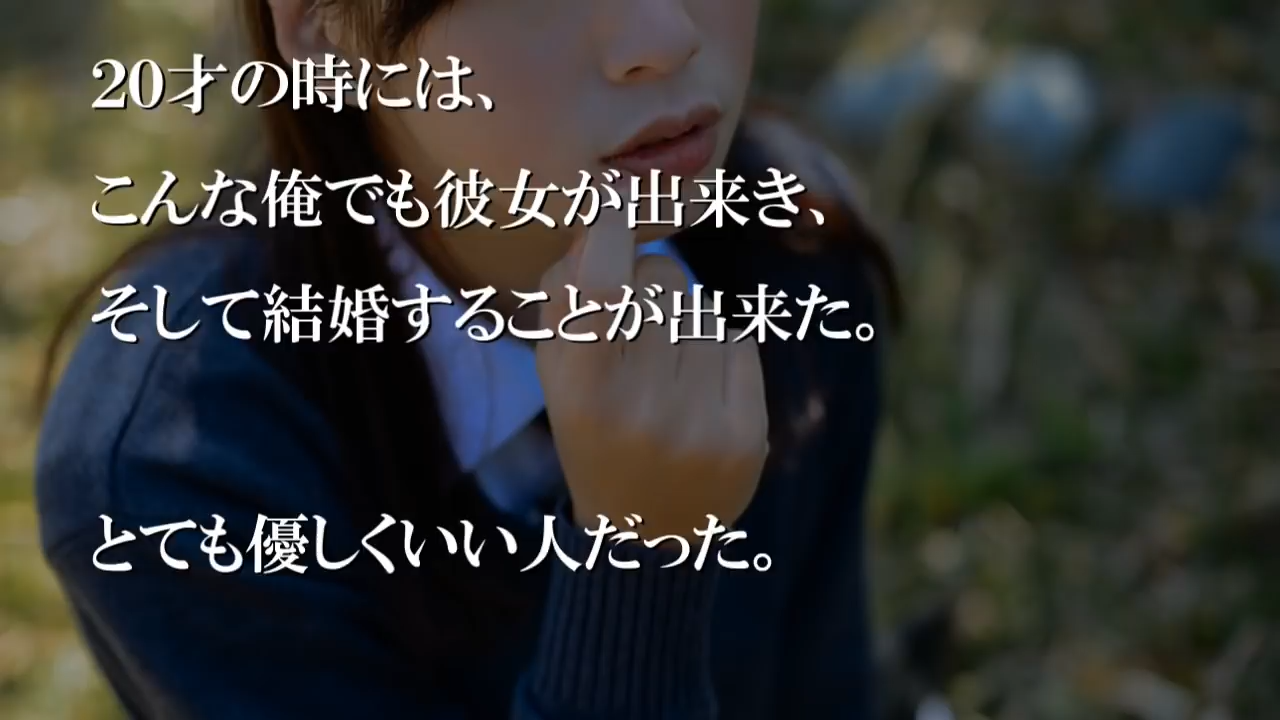 20才の時には、
こんな俺でも彼女が出来き、
そして結婚することが出来た。
とても優しくいい人だった。